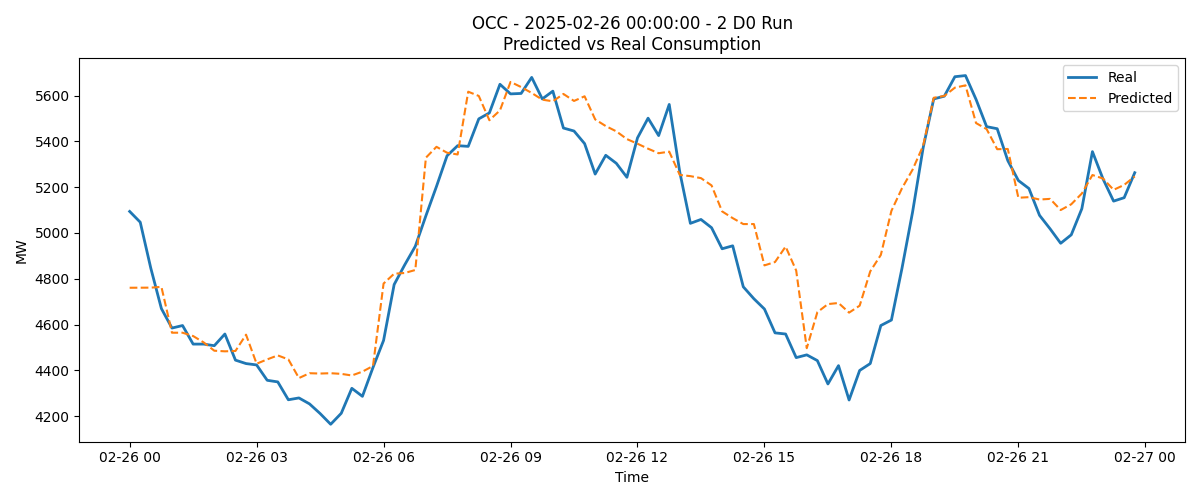 OCC - 2025-02-26 00:00:00 - 2 D0 Run
Predicted vs Real Consumption
Real
Predicted
MW
5600
5400
5200
5000
4800
4600
4400
4200
02-26 00
02-26 03
02-26 06
02-26 09
02-26 12
02-26 15
02-26 18
02-26 21
02-27 00
Time